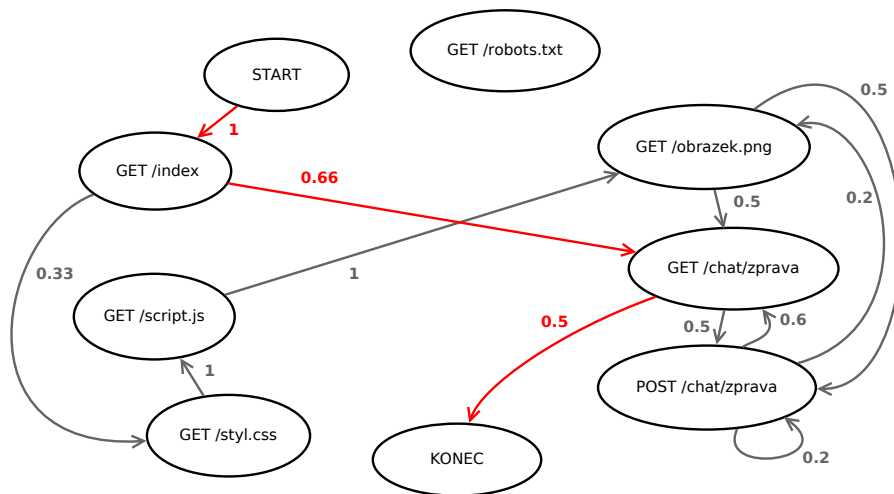 GET /robots.txt
START
0.5
1
GET /obrazek.png
GET /index
0.66
0.2
0.5
GET /chat/zprava
0.33
1
GET /script.js
0.5
0.5
0.6
1
POST /chat/zprava
GET /styl.css
KONEC
0.2